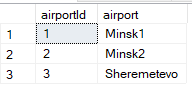 airportId airport
1 1 Minsk1
2 2 Minsk2
3 3 Sheremetevo